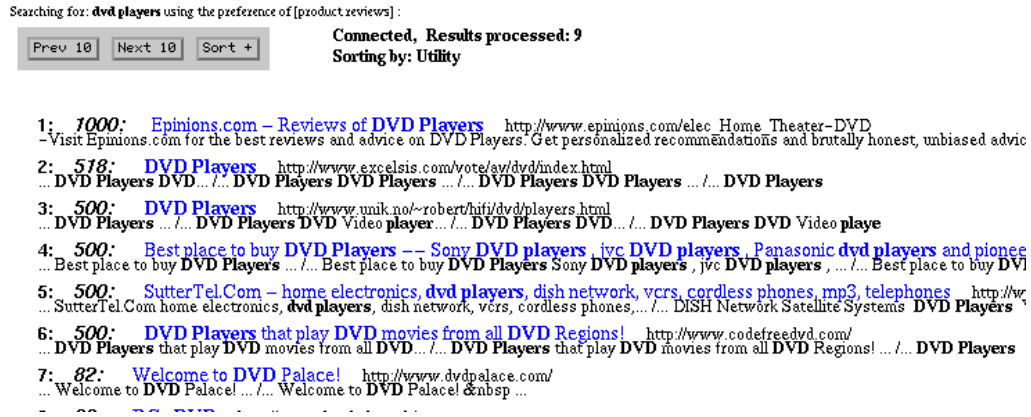 Searching for: dvd players using the preference of [product reviews] :
Prev 10 Next 10 Sort +
Connected, Results processed: 9
Sorting by: Utility
1: 1000: Epinions.com – Reviews of DVD Players http://www.epinions.com/elec_Home_Theater-DVD
–Visit Epinions.com for the best reviews and advice on DVD Players. Get personalized recommendations and brutally honest, unbiased advic
2: 518: DVD Players http://www.excelsis.com/vote/av/dvd/index.html
... DVD Players DVD... /... DVD Players DVD Players ... /... DVD Players DVD Players ... /... DVD Players
3: 500: DVD Players http://www.unik.no/~robert/hifi/dvd/players.html
... DVD Players ... /... DVD Players DVD Video player... /... DVD Players DVD... /... DVD Players DVD Video playe
4: 500: Best place to buy DVD Players –– Sony DVD players , jvc DVD players , Panasonic dvd players and pionee
... Best place to buy DVD Players ... /... Best place to buy DVD Players Sony DVD players , jvc DVD players , ... /... Best place to buy DV
5: 500: SutterTel.Com – home electronics, dvd players, dish network, vcrs, cordless phones, mp3, telephones http://w
... SutterTel.Com home electronics, dvd players, dish network, vcrs, cordless phones,... /... DISH Network Satellite Systems DVD Players
6: 500: DVD Players that play DVD movies from all DVD Regions! http://www.codefreedvd.com/
... DVD Players that play DVD movies from all DVD... /... DVD Players that play DVD movies from all DVD Regions! ... /... DVD Players
7: 82: Welcome to DVD Palace! http://www.dvdpalace.com/
... Welcome to DVD Palace! ... /... Welcome to DVD Palace! &nbsp ...